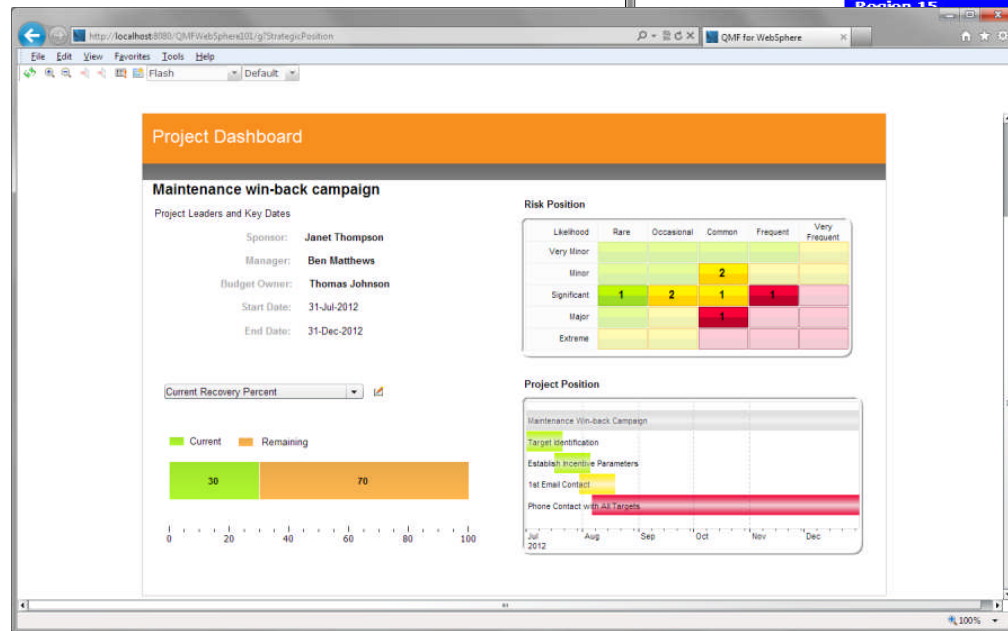 Region 15
http://localhost:8080/QMFWebSphere101/g?StrategicPosition
QMF for WebSphere
File Edit View Favorites Tools Help
Flash Default
Project Dashboard
Maintenance win-back campaign
Project Leaders and Key Dates
Sponsor: Janet Thompson
Manager: Ben Matthews
Budget Owner: Thomas Johnson
Start Date: 31-Jul-2012
End Date: 31-Dec-2012
Risk Position
Likelihood Rare Occasional Common Frequent Very Frequent
Very Minor
Minor 2
Significant 1 2 1 1
Major 1
Extreme
Current Recovery Percent
Current Remaining
30 70
0 20 40 60 80 100
Project Position
Maintenance Win-back Campaign
Target Identification
Establish Incentive Parameters
1st Email Contact
Phone Contact with All Targets
Jul Aug Sep Oct Nov Dec
2012
100%